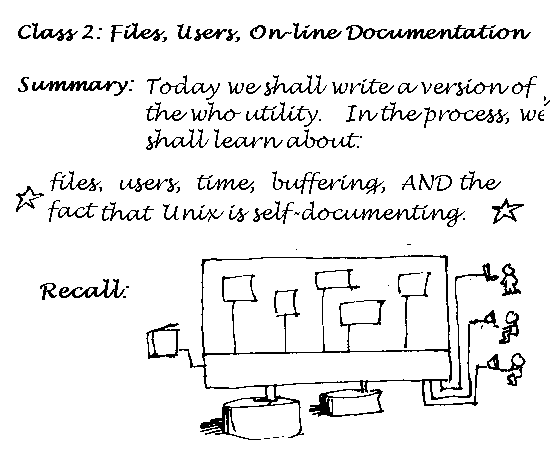 Class 2: Files, Users, On-line Documentation
Summary: Today we shall write a version of
the who utility. In the process, we
shall learn about:
files, users, time, buffering, AND the
fact that Unix is self-documenting.
Recall: